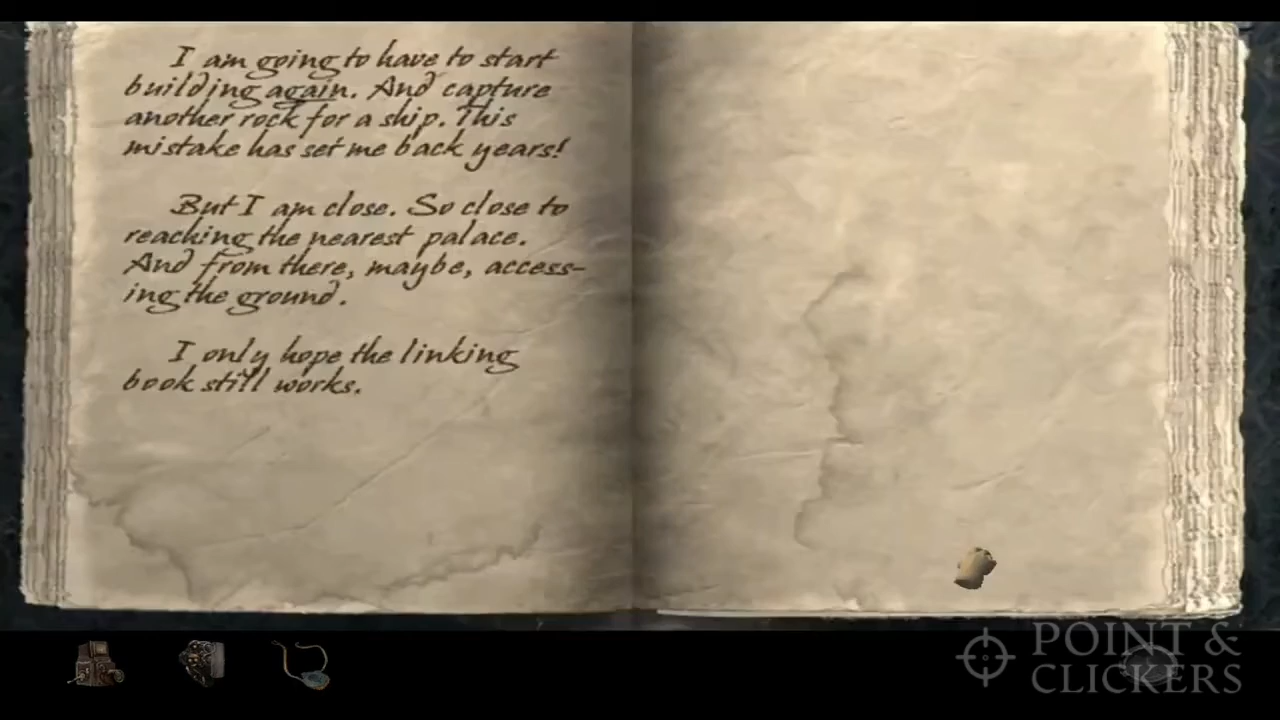 I am going to have to start
building again. And capture
another rock for a ship. This
mistake has set me back years!
But I am close. So close to
reaching the nearest palace.
And from there, maybe, access-
ing the ground.
I only hope the linking
book still works.
POINT &
CLICKERS